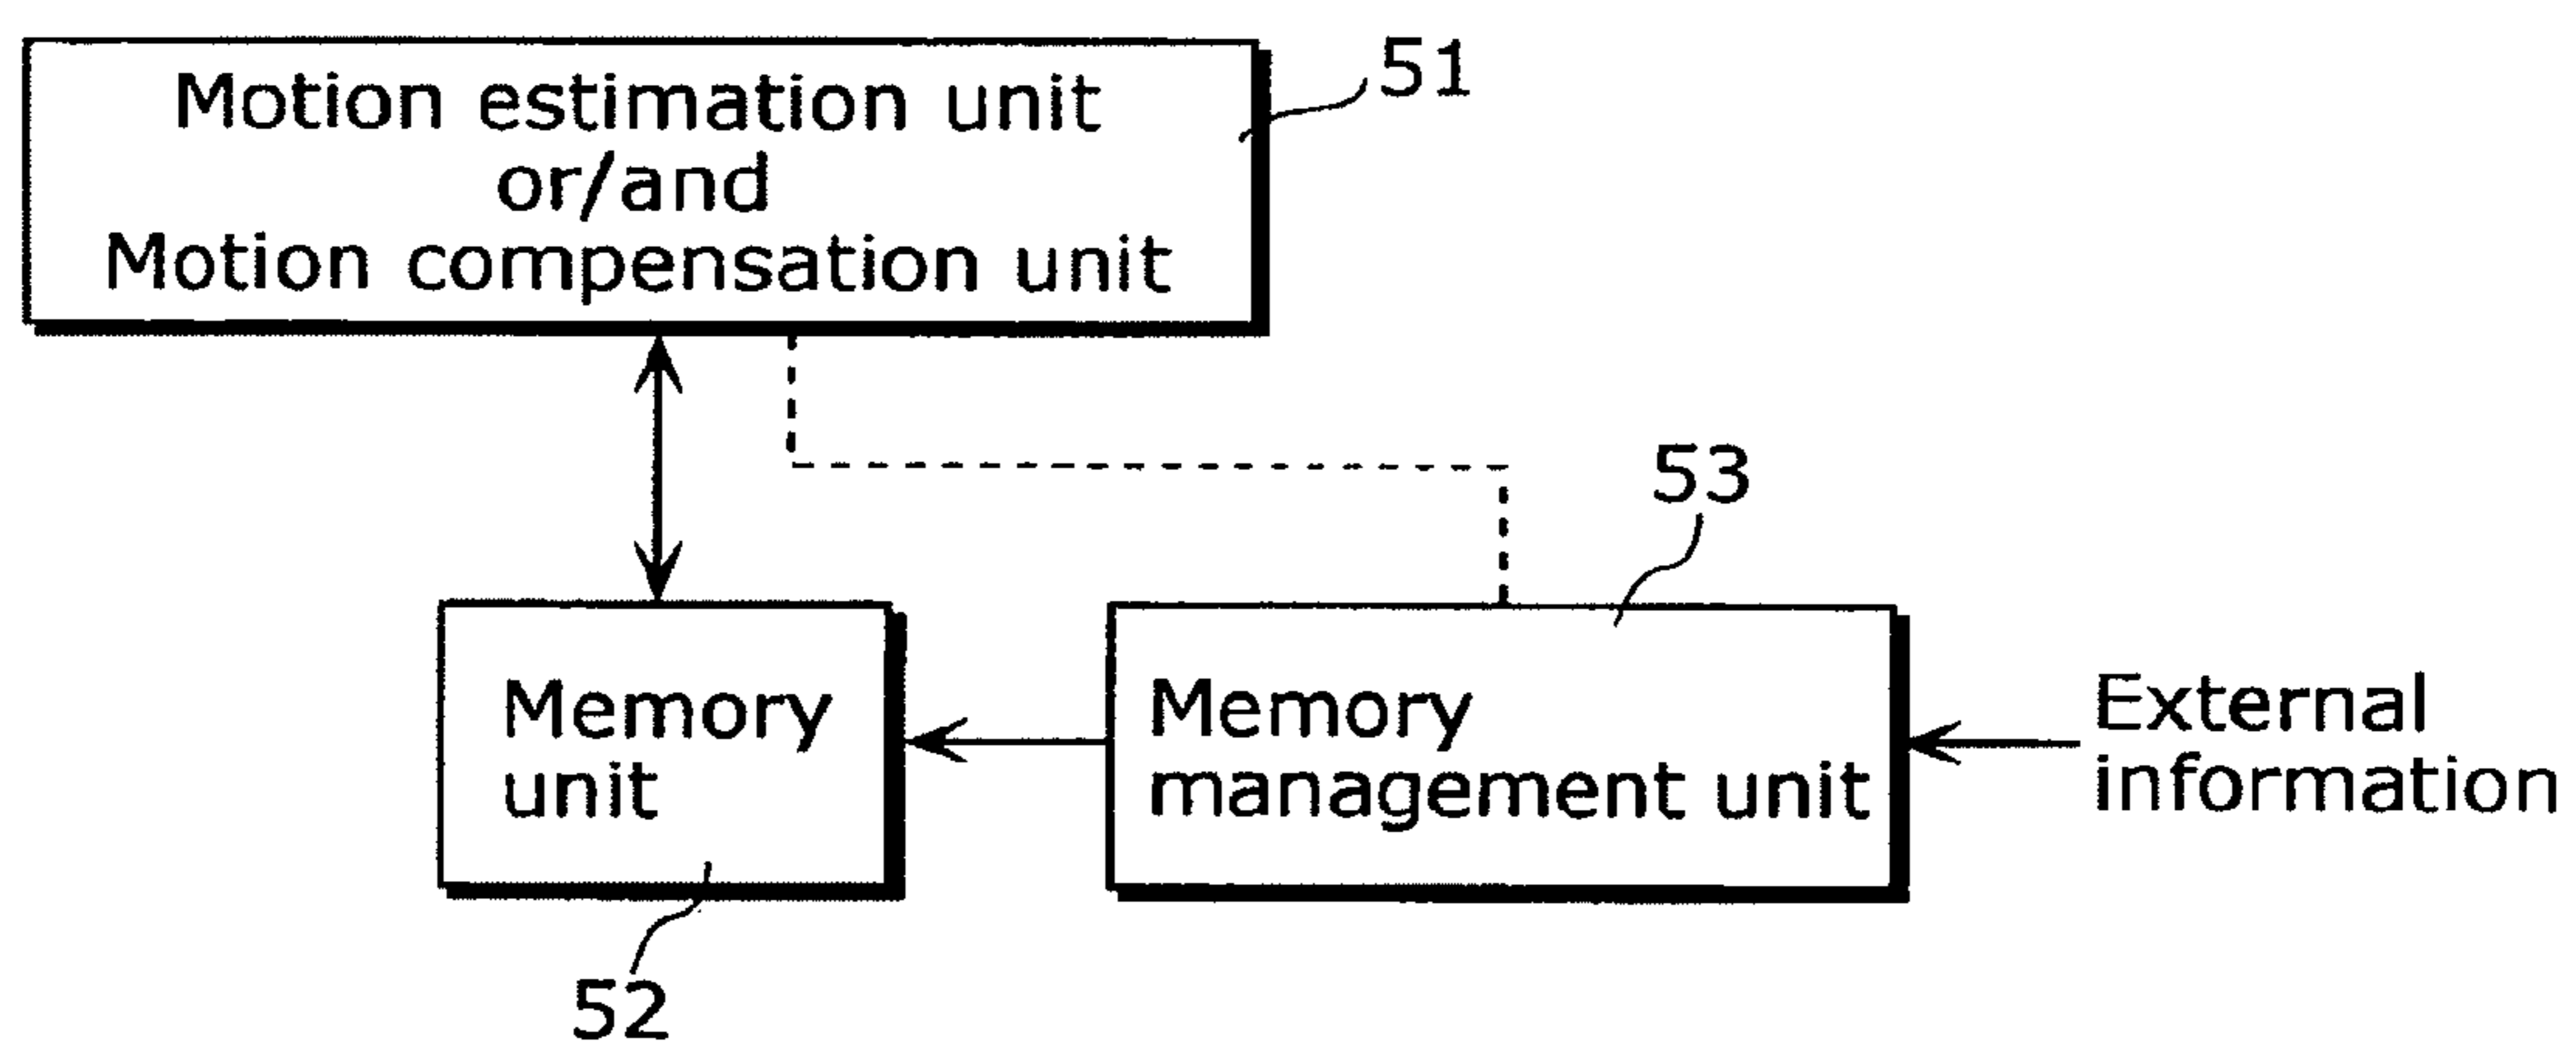 Motion estimation unit
or/and
Motion compensation unit
51
53
Memory
unit
Memory
management unit
External
information
52